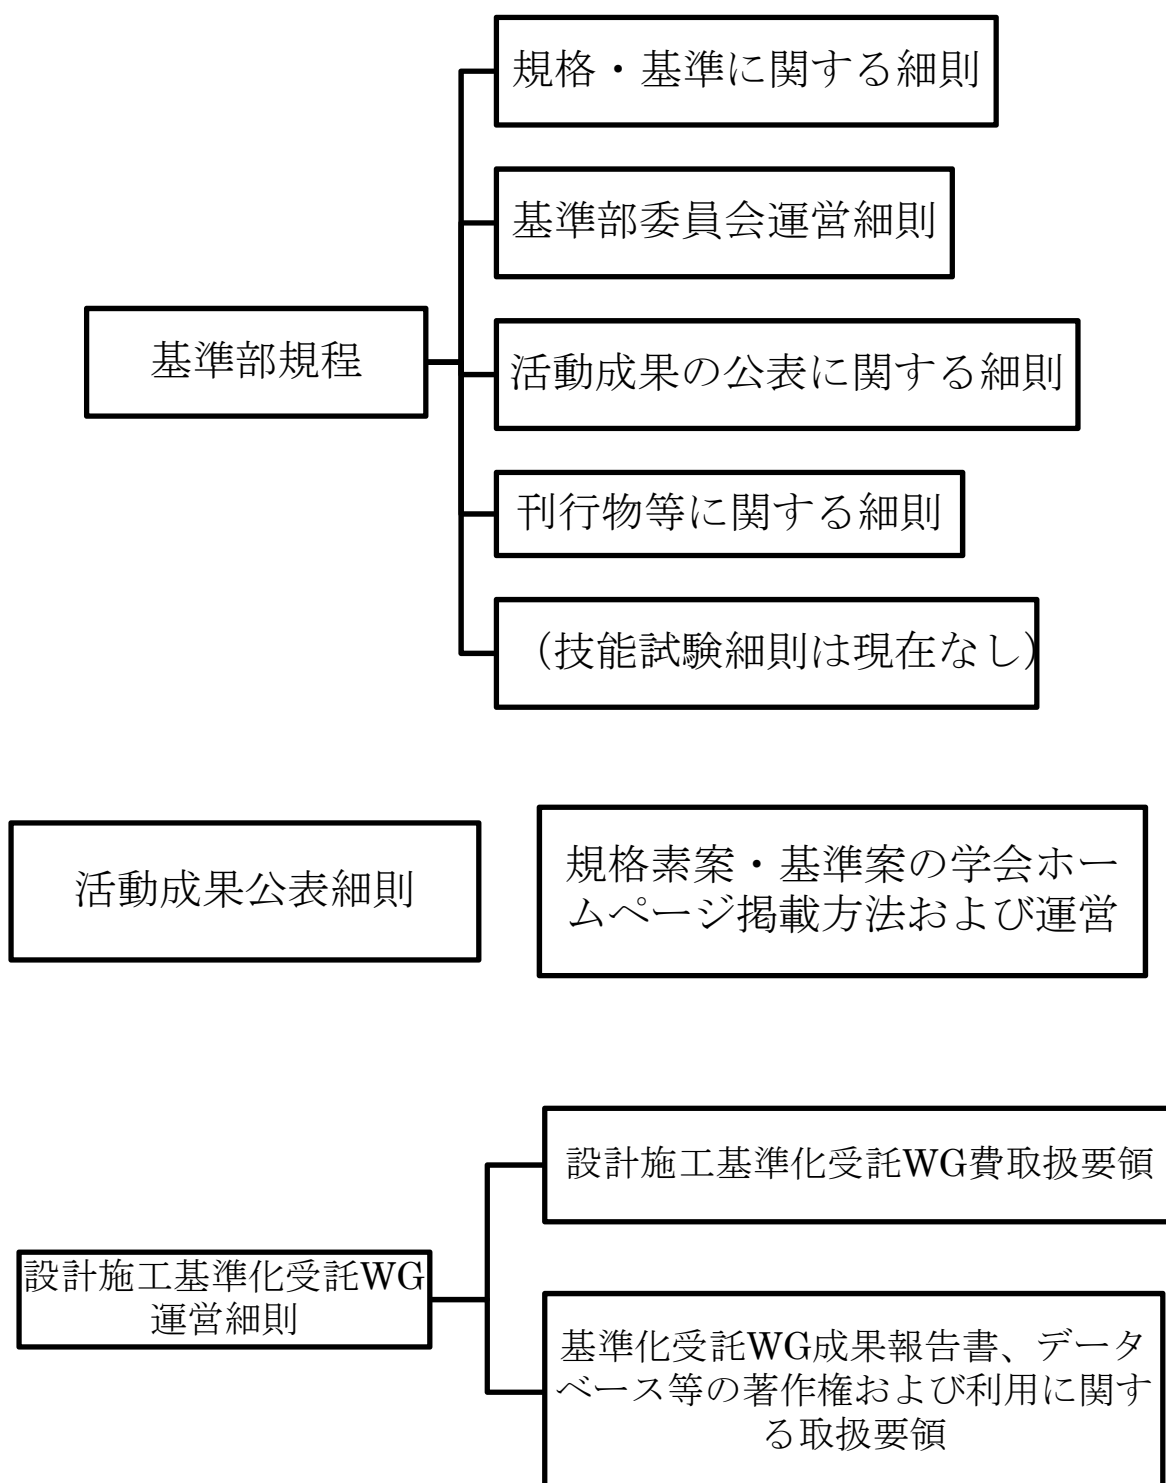 規格・基準に関する細則
基準部委員会運営細則
基準部規程
活動成果の公表に関する細則
刊行物等に関する細則
(技能試験細則は現在なし)
活動成果公表細則
規格素案・基準案の学会ホー
ムページ掲載方法および運営
設計施工基準化受託WG費取扱要領
設計施工基準化受託WG
運営細則
基準化受託WG成果報告書、データ
ベース等の著作権および利用に関す
る取扱要領